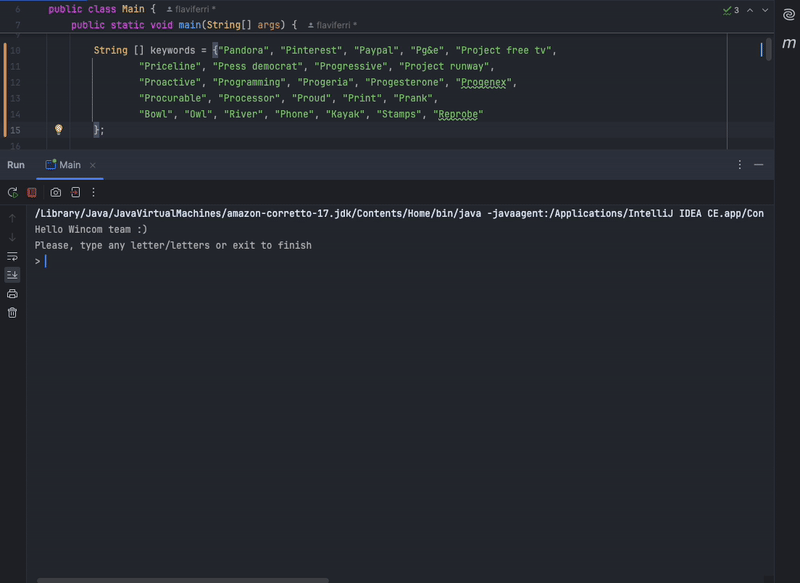 6 public class Main { flaviferri *
3
7 public static void main(String[] args) { flaviferri *
10 String [] keywords = {"Pandora", "Pinterest", "Paypal", "Pg&e", "Project free tv",
11 "Priceline", "Press democrat", "Progressive", "Project runway",
12 "Proactive", "Programming", "Progeria", "Progesterone", "Progenex",
13 "Procurable", "Processor", "Proud", "Print", "Prank",
14 "Bowl", "Owl", "River", "Phone", "Kayak", "Stamps", "Reprobe"
15 };
16
m
Run Main
/Library/Java/JavaVirtualMachines/amazon-corretto-17.jdk/Contents/Home/bin/java -javaagent:/Applications/IntelliJ IDEA CE.app/Con
Hello Wincom team :)
Please, type any letter/letters or exit to finish
>